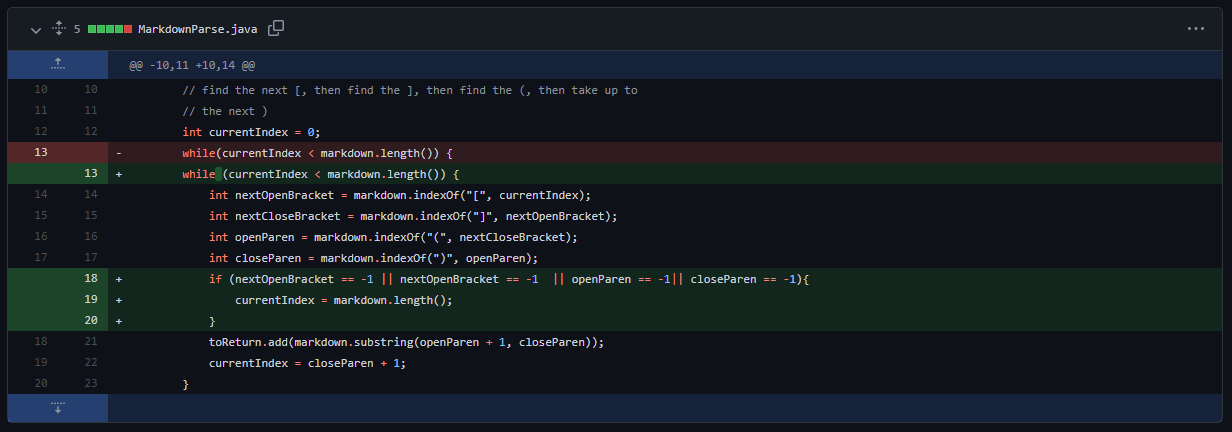 5 MarkdownParse.java
@@ -10,11 +10,14 @@
10 10 // find the next [, then find the ], then find the (, then take up to
11 11 // the next )
12 12 int currentIndex = 0;
13 - while(currentIndex < markdown.length()) {
13 + while (currentIndex < markdown.length()) {
14 14 int nextOpenBracket = markdown.indexOf("[", currentIndex);
15 15 int nextCloseBracket = markdown.indexOf("]", nextOpenBracket);
16 16 int openParen = markdown.indexOf("(", nextCloseBracket);
17 17 int closeParen = markdown.indexOf(")", openParen);
18 + if (nextOpenBracket == -1 || nextOpenBracket == -1  || openParen == -1|| closeParen == -1){
19 + currentIndex = markdown.length();
20 + }
18 21 toReturn.add(markdown.substring(openParen + 1, closeParen));
19 22 currentIndex = closeParen + 1;
20 23 }